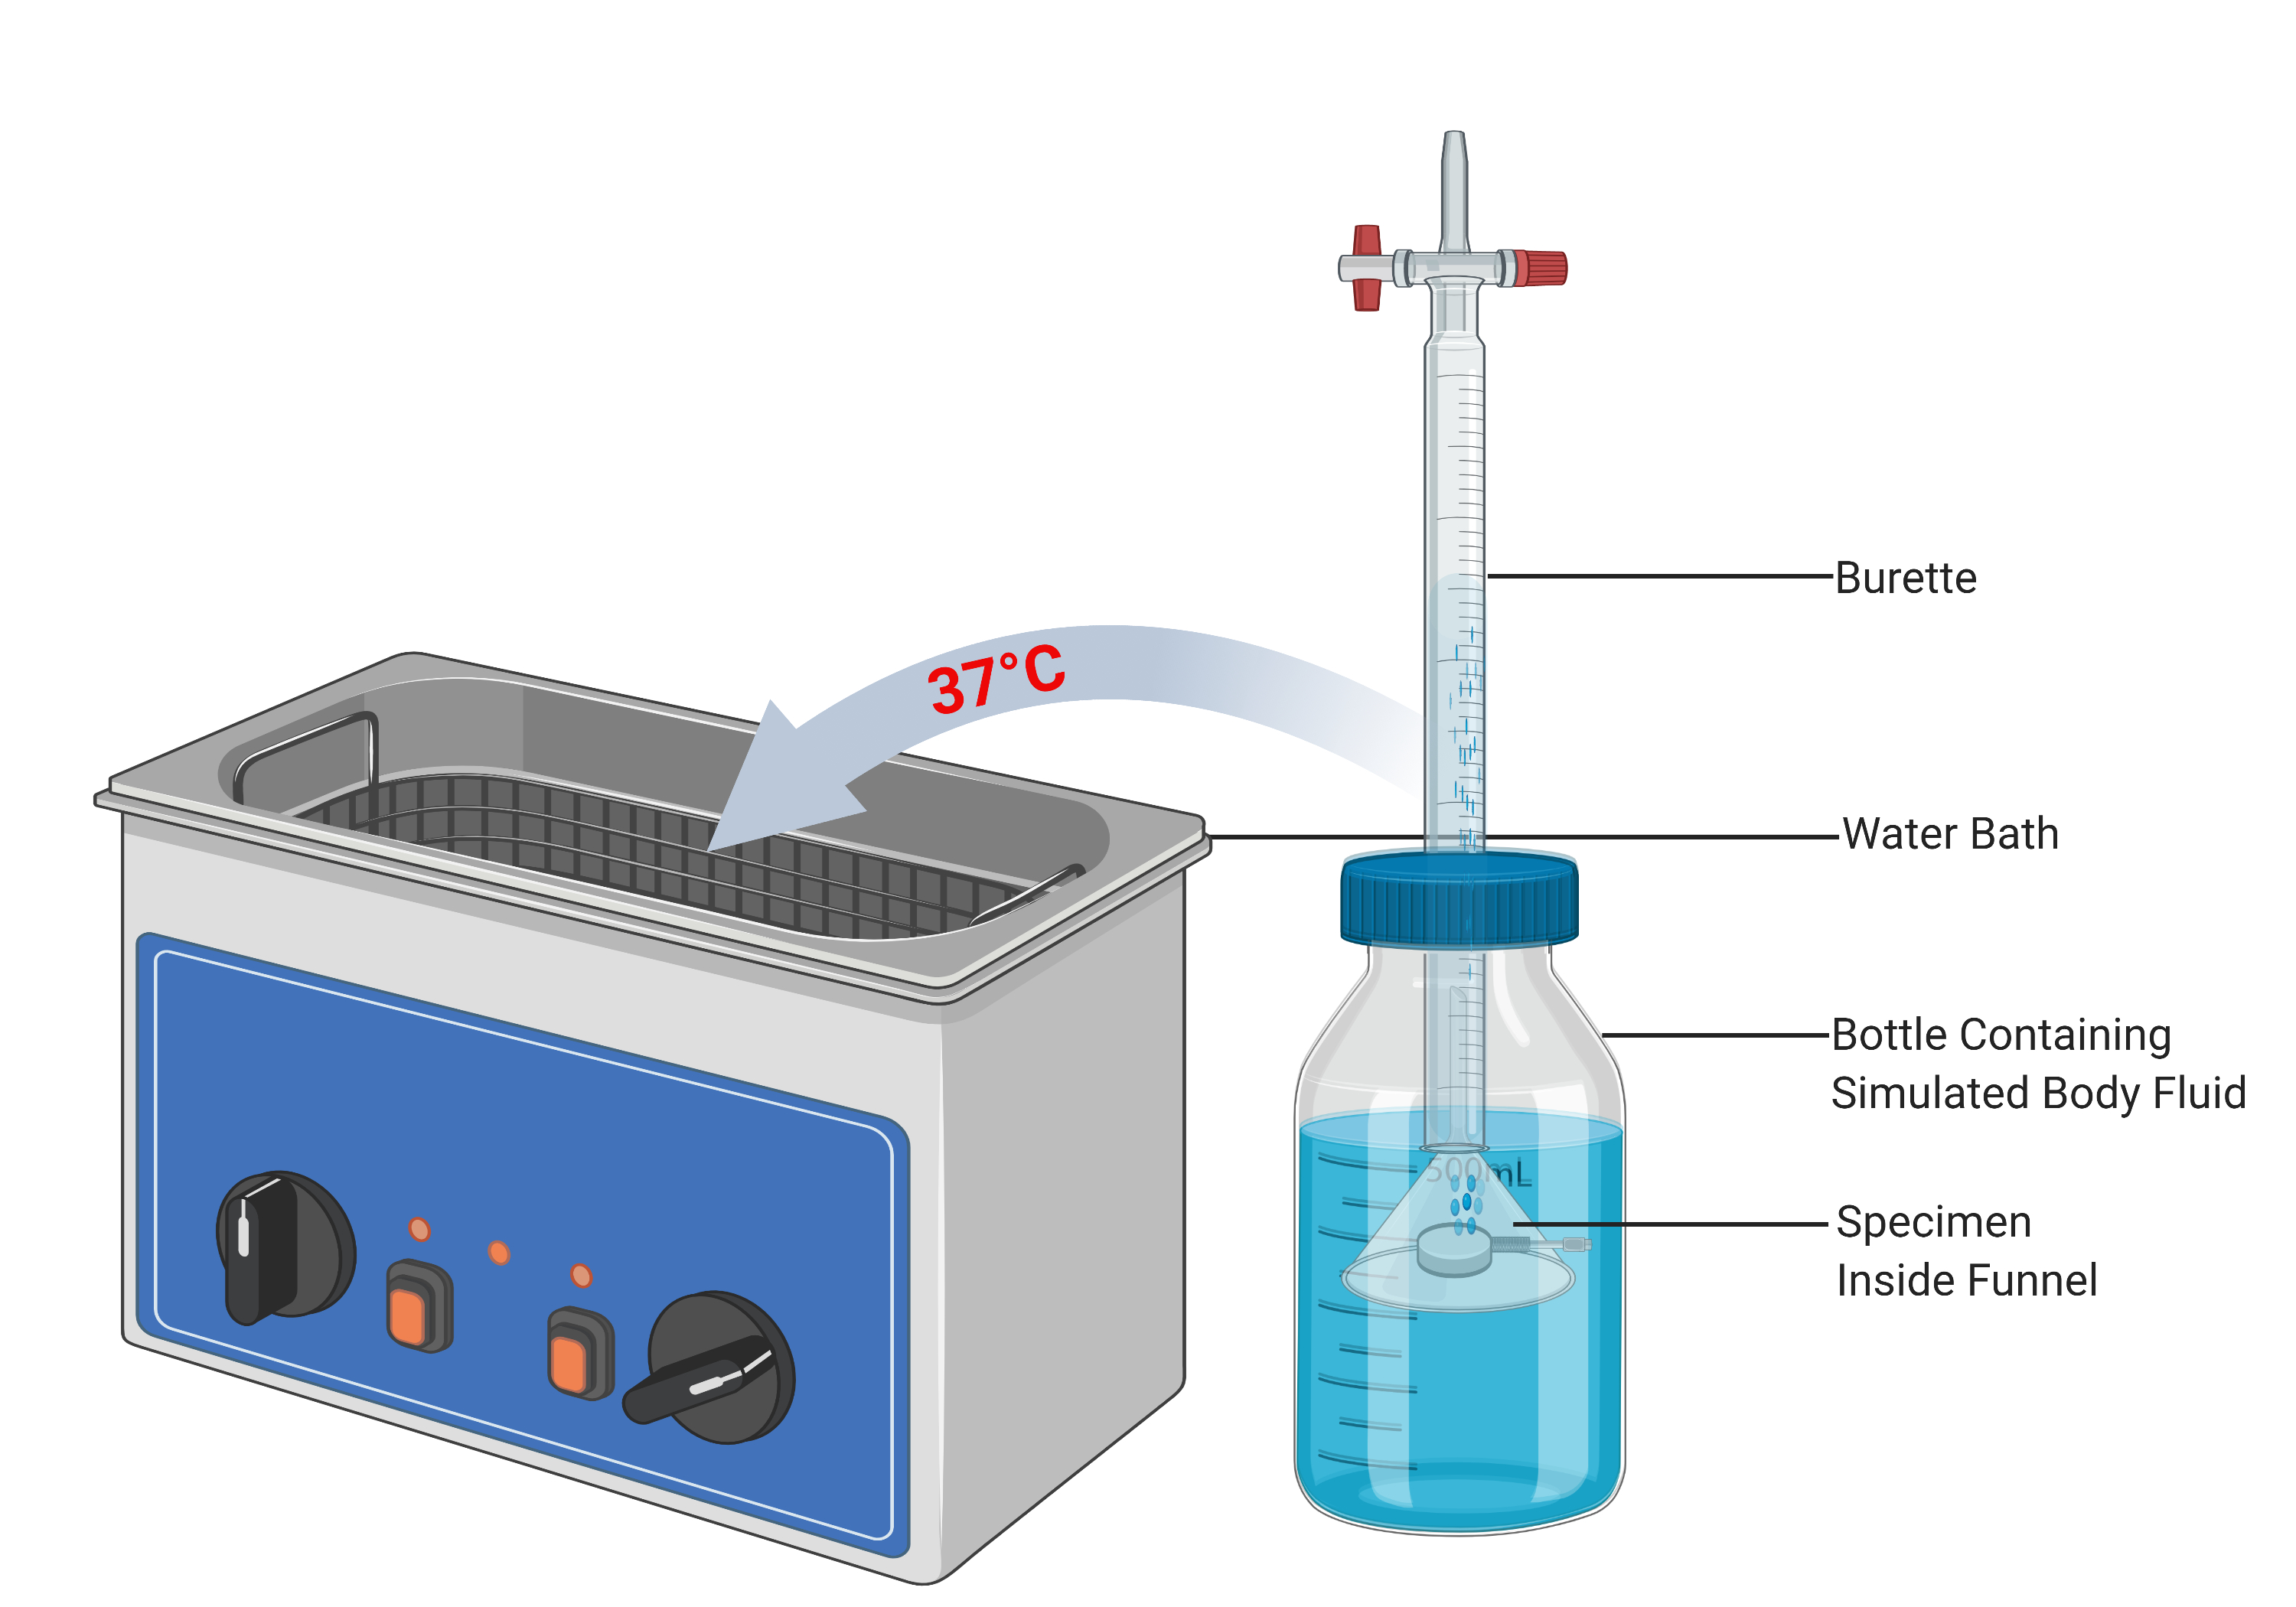 37°C
Burette
Water Bath
Bottle Containing
Simulated Body Fluid
500mL
Specimen
Inside Funnel